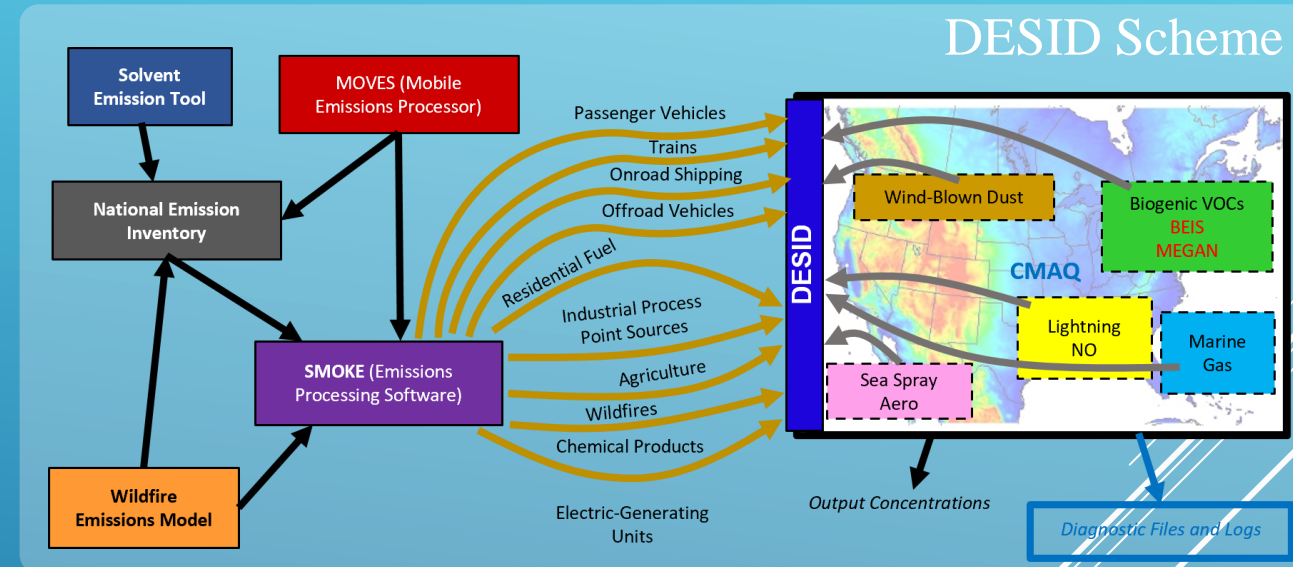 DESID Scheme
Solvent
Emission Tool
MOVES (Mobile
Emissions Processor)
National Emission
Inventory
SMOKE (Emissions
Processing Software)
Wildfire
Emissions Model
Passenger Vehicles
Trains
Onroad Shipping
Offroad Vehicles
Residential Fuel
Industrial Process
Point Sources
Agriculture
Wildfires
Chemical Products
Electric-Generating
Units
DESID
Wind-Blown Dust
Biogenic VOCs
BEIS
MEGAN
CMAQ
Lightning
NO
Marine
Gas
Sea Spray
Aero
Output Concentrations
Diagnostic Files and Logs